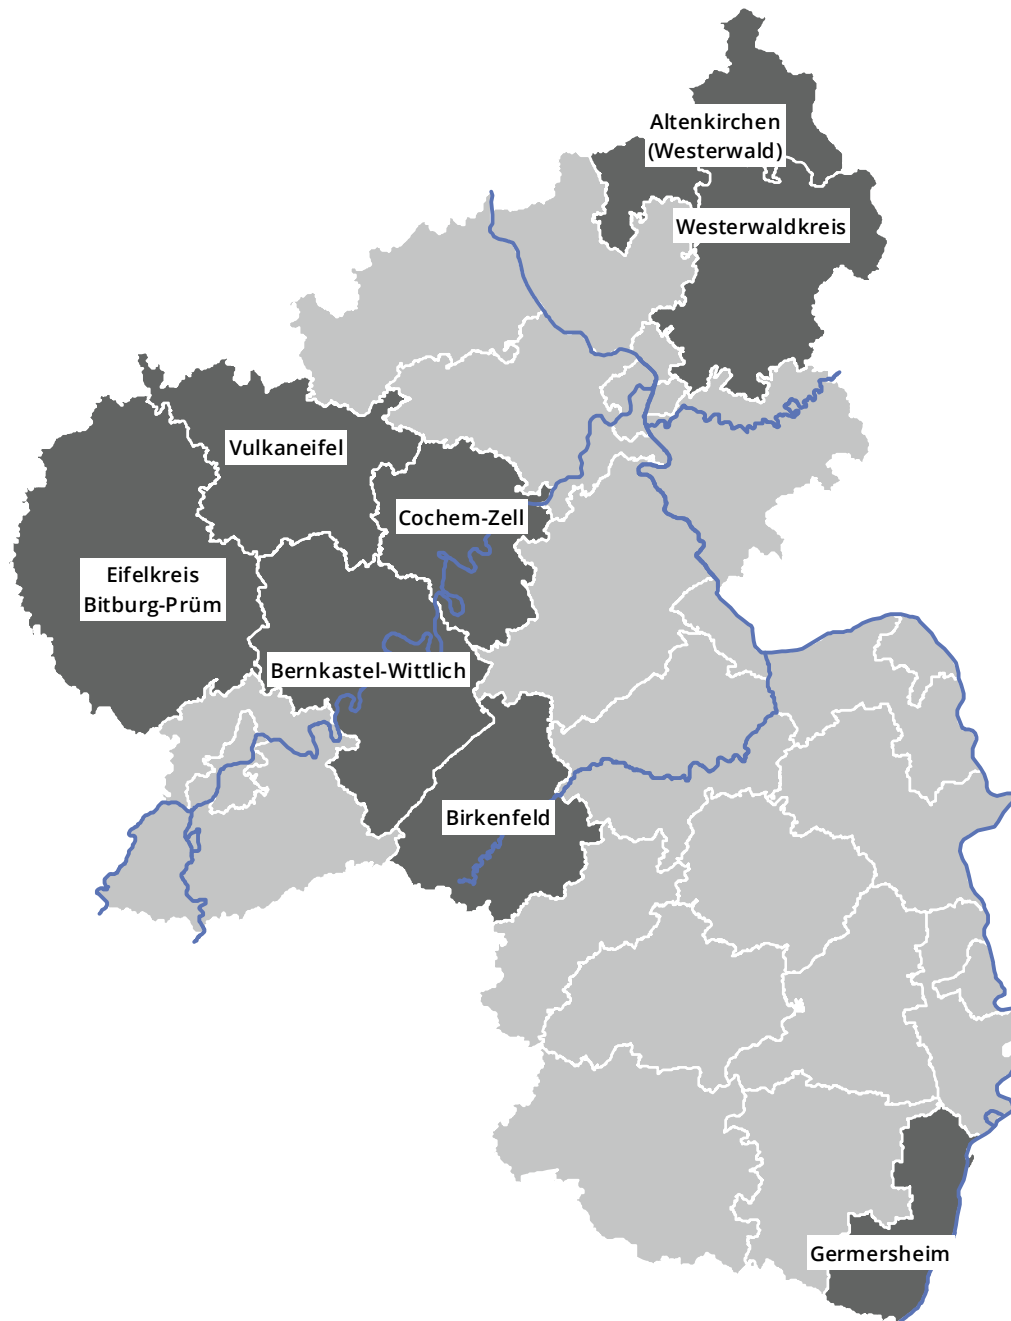 Altenkirchen
(Westerwald)
Westerwaldkreis
Vulkaneifel
Cochem-Zell
Eifelkreis
Bitburg-Prüm
Bernkastel-Wittlich
Birkenfeld
Germersheim